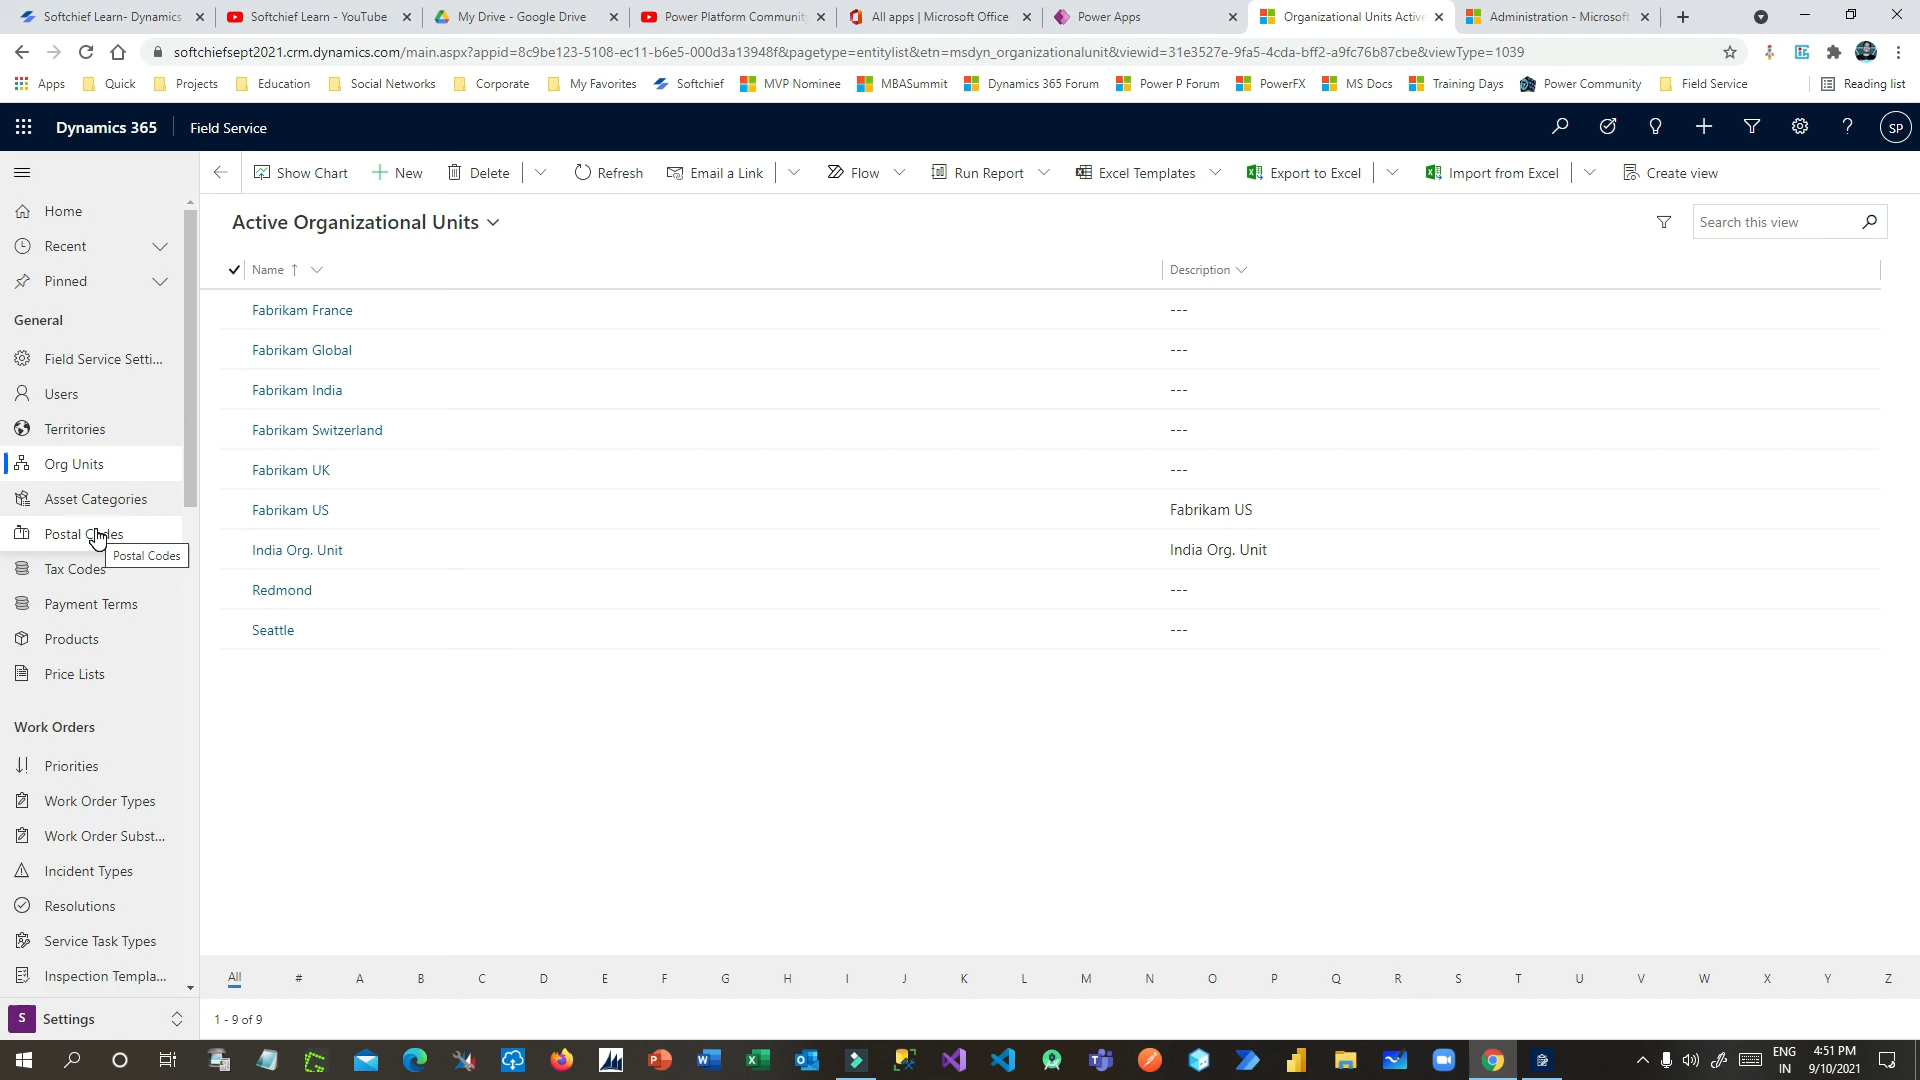 Softchief Learn- Dynamics
Softchief Learn - YouTube
My Drive - Google Drive
Power Platform Communit
All apps | Microsoft Office
Power Apps
Organizational Units Active
Administration - Microsoft
softchiefsept2021.crm.dynamics.com/main.aspx?appid=8c9be123-5108-ec11-b6e5-000d3a13948f&pagetype=entitylist&etn=msdyn_organizationalunit&viewid=31e3527e-9fa5-4cda-bff2-a9fc76b87cbe&viewType=1039
Apps
Quick
Projects
Education
Social Networks
Corporate
My Favorites
Softchief
MVP Nominee
MBASummit
Dynamics 365 Forum
Power P Forum
PowerFX
MS Docs
Training Days
Power Community
Field Service
Reading list
Dynamics 365
Field Service
SP
Show Chart
New
Delete
Refresh
Email a Link
Flow
Run Report
Excel Templates
Export to Excel
Import from Excel
Create view
Home
Recent
Pinned
General
Field Service Setti...
Users
Territories
Org Units
Asset Categories
Postal Codes
Postal Codes
Tax Codes
Payment Terms
Products
Price Lists
Work Orders
Priorities
Work Order Types
Work Order Subst...
Incident Types
Resolutions
Service Task Types
Inspection Templa...
S
Settings
Active Organizational Units
Search this view
Name
Description
Fabrikam France ---
Fabrikam Global ---
Fabrikam India ---
Fabrikam Switzerland ---
Fabrikam UK ---
Fabrikam US Fabrikam US
India Org. Unit India Org. Unit
Redmond ---
Seattle ---
All # A B C D E F G H I J K L M N O P Q R S T U V W X Y Z
1 - 9 of 9
ENG
IN
4:51 PM
9/10/2021